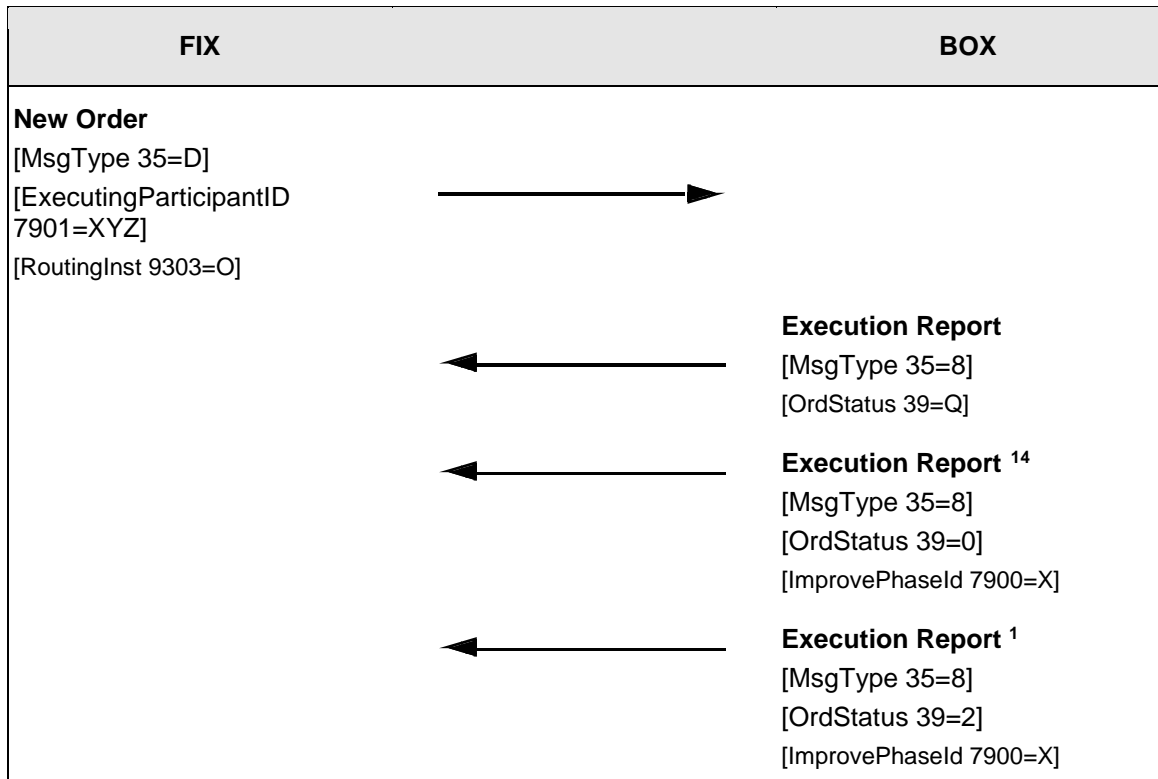 FIX
BOX
New Order
[MsgType 35=D]
[ExecutingParticipantID
7901=XYZ]
[RoutingInst 9303=O]
Execution Report
[MsgType 35=8]
[OrdStatus 39=Q]
Execution Report 14
[MsgType 35=8]
[OrdStatus 39=0]
[ImprovePhaseId 7900=X]
Execution Report 1
[MsgType 35=8]
[OrdStatus 39=2]
[ImprovePhaseId 7900=X]